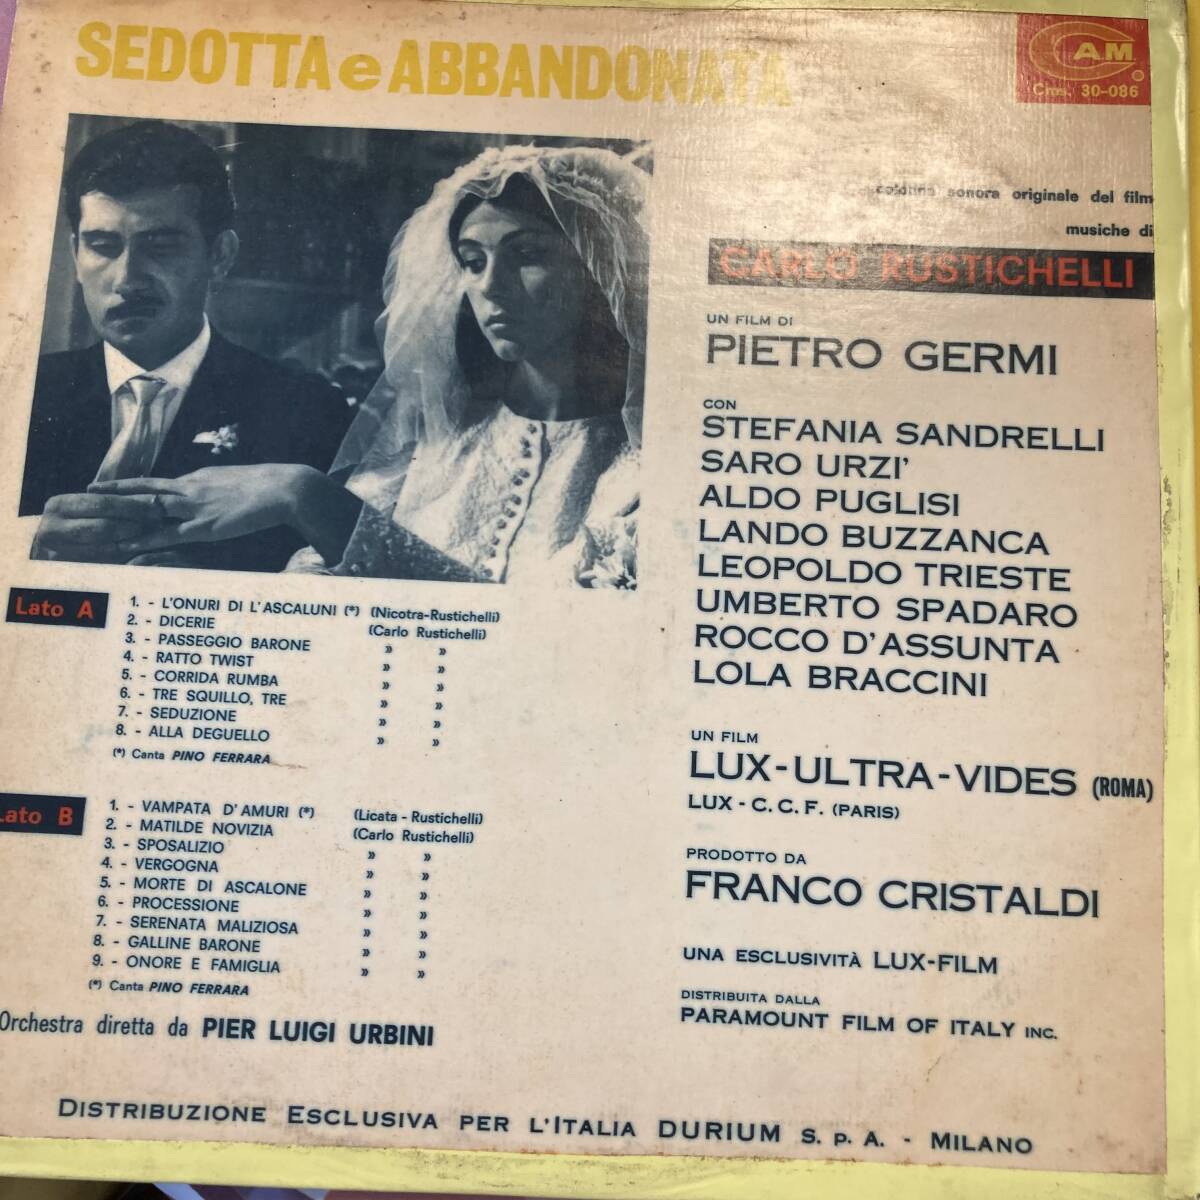 SEDOTTA e ABBANDONATA
CAM
Cms. 30-086
colonna sonora originale del film
musiche di
CARLO RUSTICHELLI
UN FILM DI
PIETRO GERMI
CON
STEFANIA SANDRELLI
SARO URZI'
ALDO PUGLISI
LANDO BUZZANCA
LEOPOLDO TRIESTE
UMBERTO SPADARO
ROCCO D'ASSUNTA
LOLA BRACCINI
UN FILM
LUX-ULTRA-VIDES (ROMA)
LUX - C. C. F. (PARIS)
PRODOTTO DA
FRANCO CRISTALDI
UNA ESCLUSIVITÀ LUX-FILM
DISTRIBUITA DALLA
PARAMOUNT FILM OF ITALY INC.
Lato A
1. - L'ONURI DI L'ASCALUNI (*) (Nicotra-Rustichelli)
2. - DICERIE (Carlo Rustichelli)
3. - PASSEGGIO BARONE » »
4. - RATTO TWIST » »
5. - CORRIDA RUMBA » »
6. - TRE SQUILLO, TRE » »
7. - SEDUZIONE » »
8. - ALLA DEGUELLO » »
(*) Canta PINO FERRARA
Lato B
1. - VAMPATA D'AMURI (*) (Licata - Rustichelli)
2. - MATILDE NOVIZIA (Carlo Rustichelli)
3. - SPOSALIZIO » »
4. - VERGOGNA » »
5. - MORTE DI ASCALONE » »
6. - PROCESSIONE » »
7. - SERENATA MALIZIOSA » »
8. - GALLINE BARONE » »
9. - ONORE E FAMIGLIA » »
(*) Canta PINO FERRARA
Orchestra diretta da PIER LUIGI URBINI
DISTRIBUZIONE ESCLUSIVA PER L'ITALIA DURIUM S. P. A. - MILANO